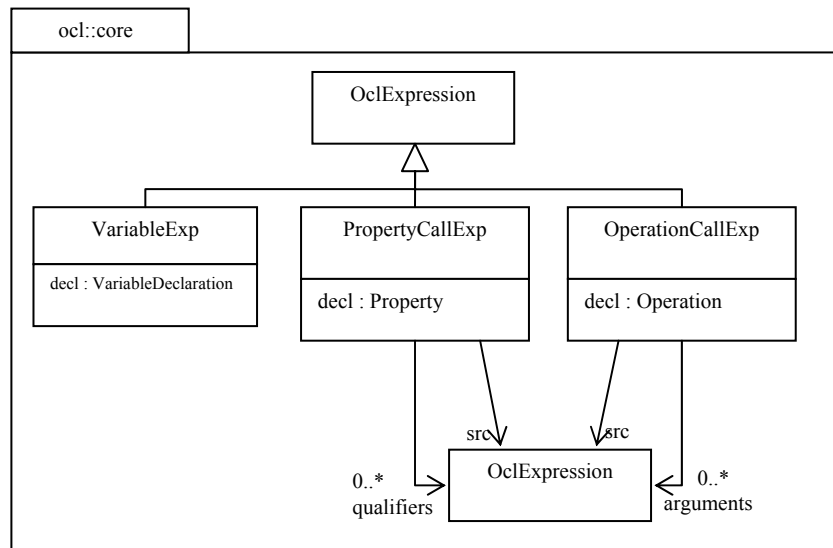 ocl::core
OclExpression
VariableExp
decl : VariableDeclaration
PropertyCallExp
decl : Property
OperationCallExp
decl : Operation
src
src
OclExpression
0..*
qualifiers
0..*
arguments